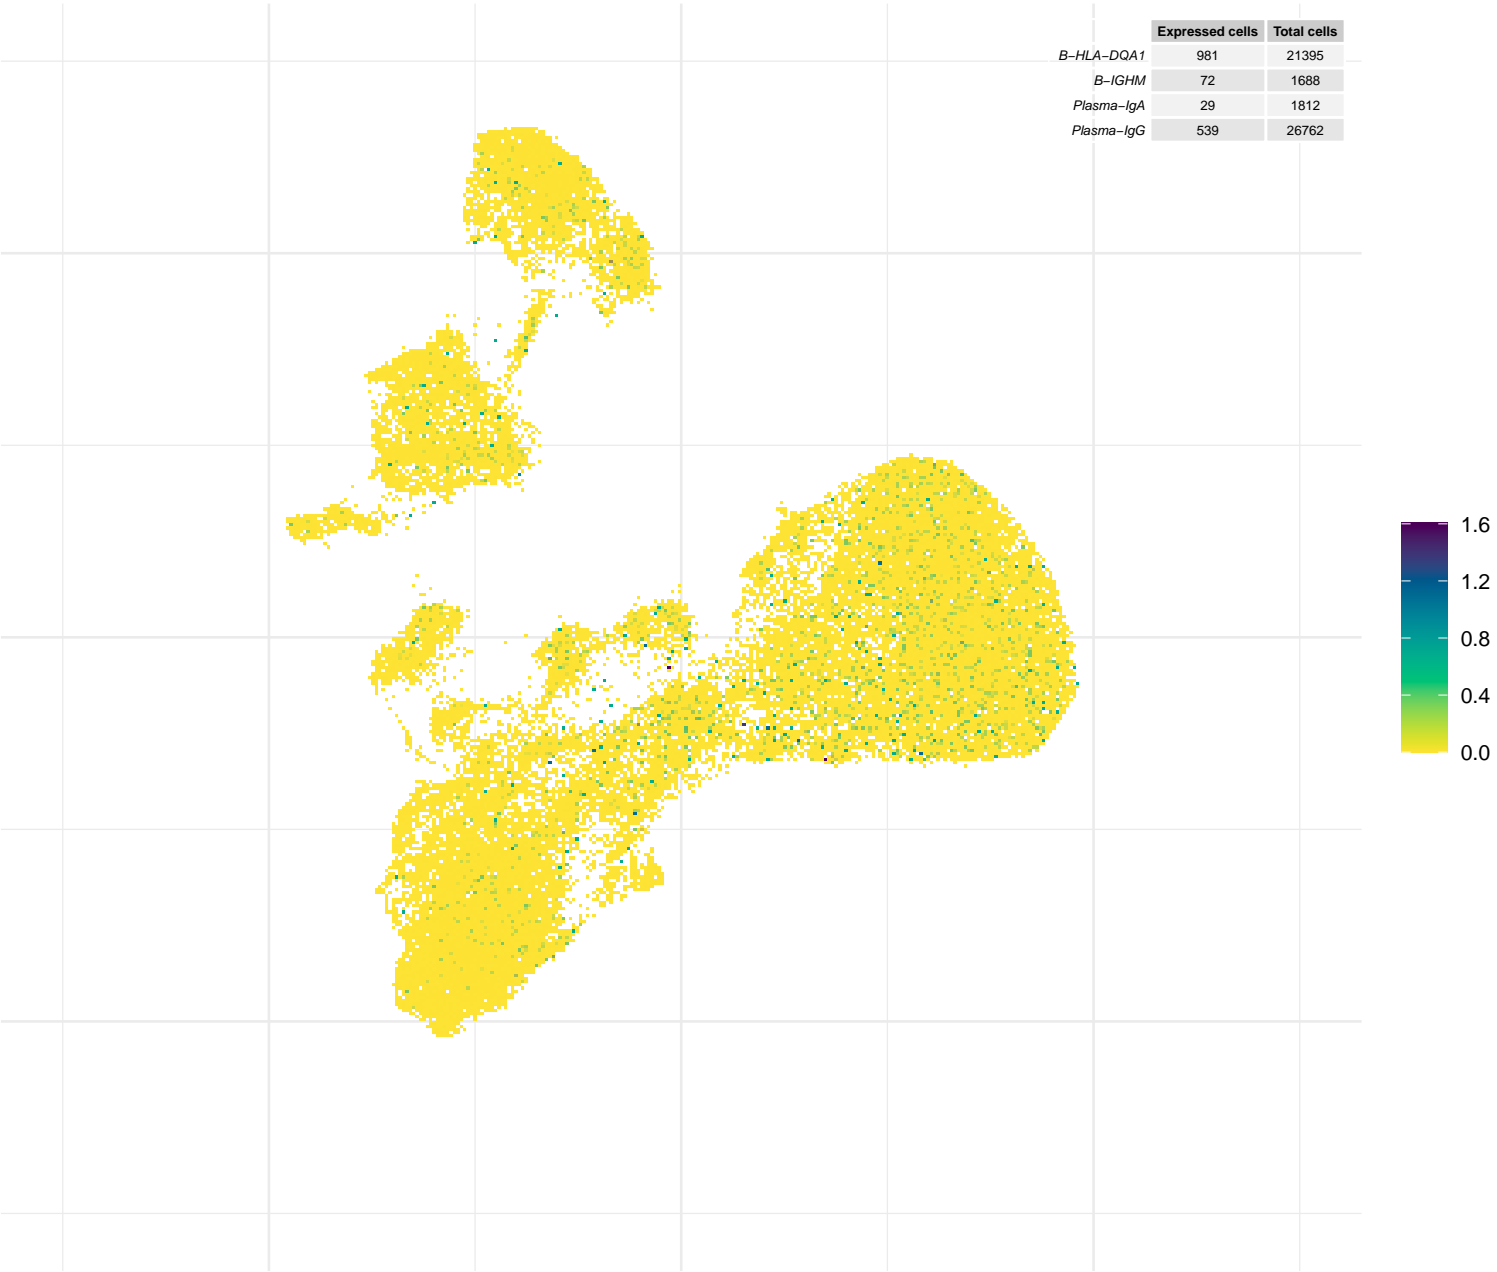 Expressed cells Total cells
B−HLA−DQA1 981 21395
B−IGHM 72 1688
Plasma−IgA 29 1812
Plasma−IgG 539 26762
1.6
1.2
0.8
0.4
0.0